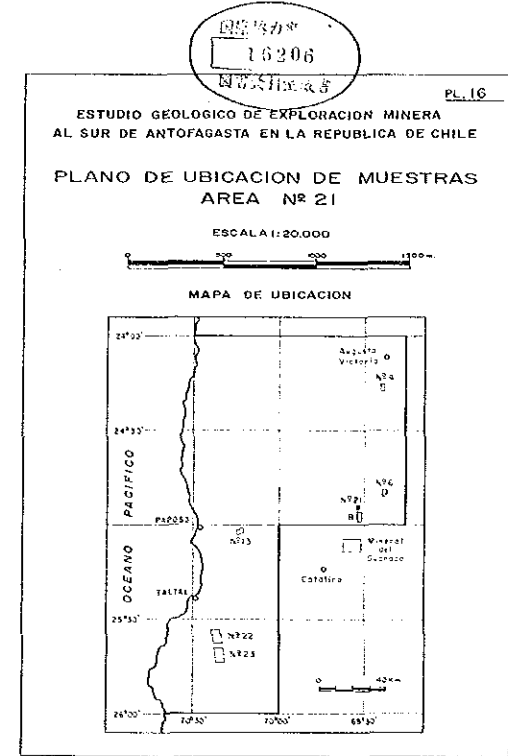 16206
PL. 16
ESTUDIO GEOLOGICO DE EXPLORACION MINERA
AL SUR DE ANTOFAGASTA EN LA REPUBLICA DE CHILE
PLANO DE UBICACION DE MUESTRAS
AREA Nº 21
ESCALA 1:20.000
0 500 1000
MAPA DE UBICACION
24°00'
Augusta
Victoria
Nº4
24°30'
Nº6
Nº21
PACIFICO
PAPOSO
Nº13
Mineral
del
OCEANO
Catalina
TALTAL
25°30'
Nº22
Nº23
0 40 Km
26°00'
70°30' 70°00' 69°30'